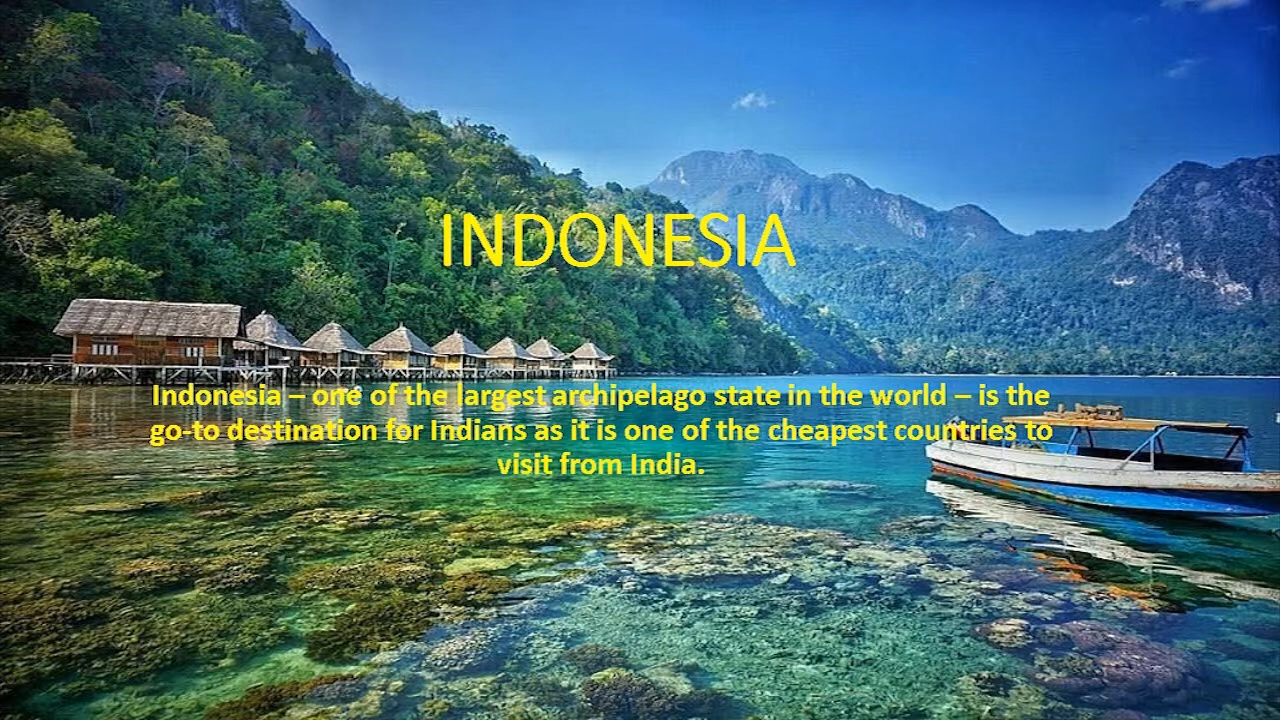 INDONESIA
Indonesia – one of the largest archipelago state in the world – is the
go-to destination for Indians as it is one of the cheapest countries to
visit from India.